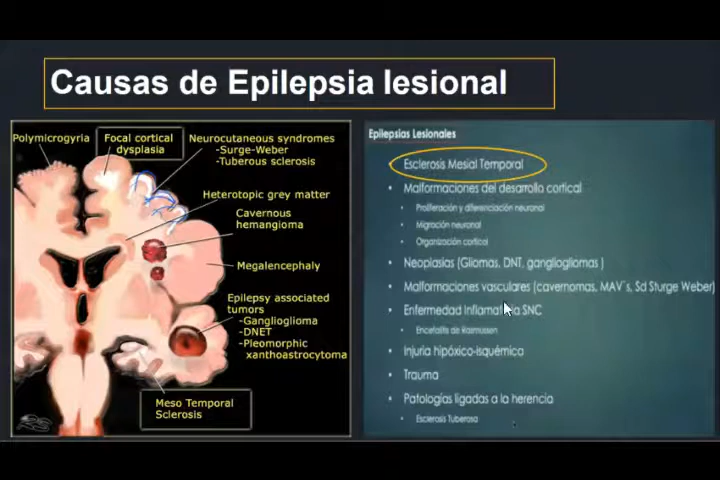 Causas de Epilepsia lesional
Polymicrogyria
Focal cortical
dysplasia
Neurocutaneous syndromes
-Surge-Weber
-Tuberous sclerosis
Heterotopic grey matter
Cavernous
hemangioma
Megalencephaly
Epilepsy associated
tumors
-Ganglioglioma
-DNET
-Pleomorphic
xanthoastrocytoma
Meso Temporal
Sclerosis
Epilepsias Lesionales
• Esclerosis Mesial Temporal
• Malformaciones del desarrollo cortical
• Proliferación y diferenciación neuronal
• Migración neuronal
• Organización cortical
• Neoplasias (Gliomas, DNT, gangliogliomas )
• Malformaciones vasculares (cavernomas, MAV´s, Sd Sturge Weber)
• Enfermedad SNC
• Encefalitis de Rasmussen
• Injuria hipóxico-isquémica
• Trauma
• Patologías ligadas a la herencia
• Esclerosis Tuberosa